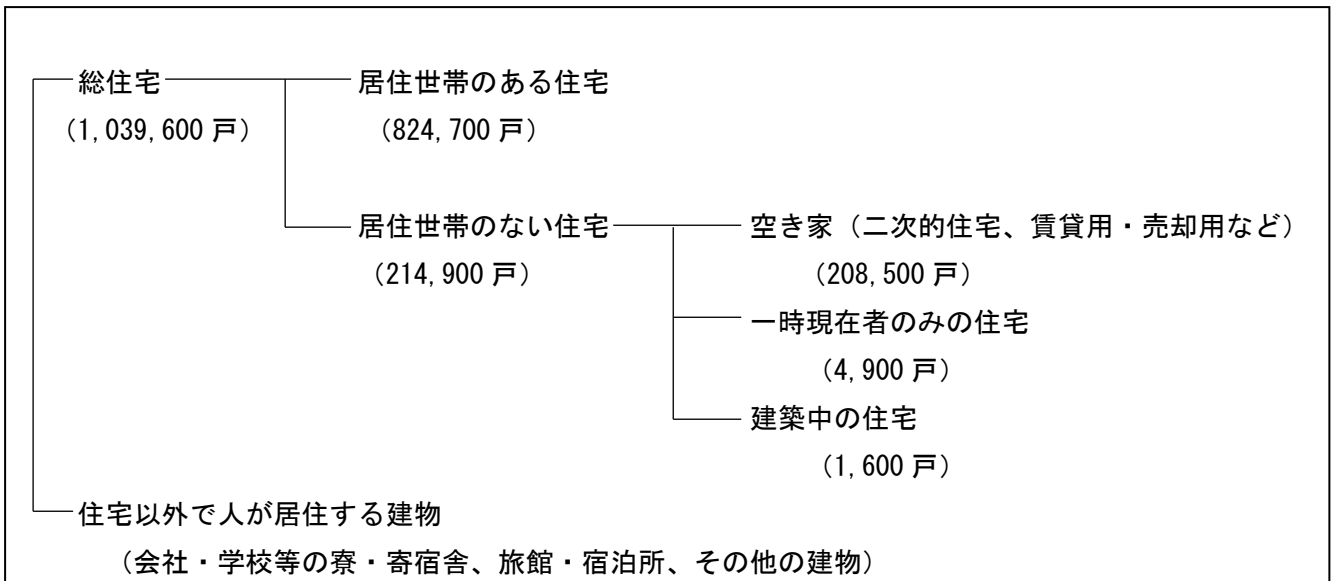 総住宅 居住世帯のある住宅
（1,039,600 戸） （824,700 戸）
居住世帯のない住宅 空き家（二次的住宅、賃貸用・売却用など）
（214,900 戸） （208,500 戸）
一時現在者のみの住宅
（4,900 戸）
建築中の住宅
（1,600 戸）
住宅以外で人が居住する建物
（会社・学校等の寮・寄宿舎、旅館・宿泊所、その他の建物）